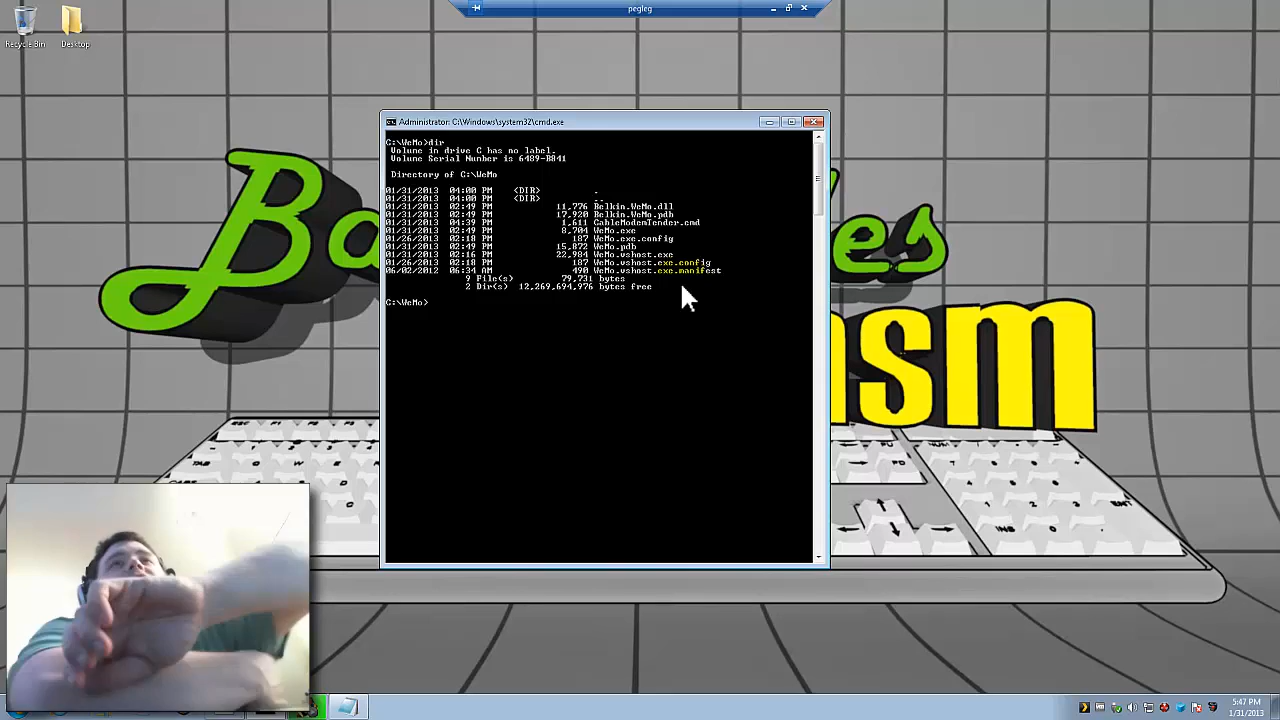 pegleg
Recycle Bin
Desktop
Administrator: C:\Windows\system32\cmd.exe
C:\WeMo>dir
Volume in drive C has no label.
Volume Serial Number is 6489-B841
Directory of C:\WeMo
01/31/2013 04:00 PM <DIR> .
01/31/2013 04:00 PM <DIR> ..
01/31/2013 02:49 PM 11,776 Belkin.WeMo.dll
01/31/2013 02:49 PM 17,920 Belkin.WeMo.pdb
01/31/2013 04:39 PM 1,611 CableModemTender.cmd
01/31/2013 02:49 PM 8,704 WeMo.exe
01/26/2013 02:18 PM 187 WeMo.exe.config
01/31/2013 02:49 PM 15,872 WeMo.pdb
01/31/2013 02:16 PM 22,984 WeMo.vshost.exe
01/26/2013 02:18 PM 187 WeMo.vshost.exe.config
06/02/2012 06:34 AM 490 WeMo.vshost.exe.manifest
9 File(s) 79,731 bytes
2 Dir(s) 12,269,694,976 bytes free
C:\WeMo>
5:47 PM
1/31/2013